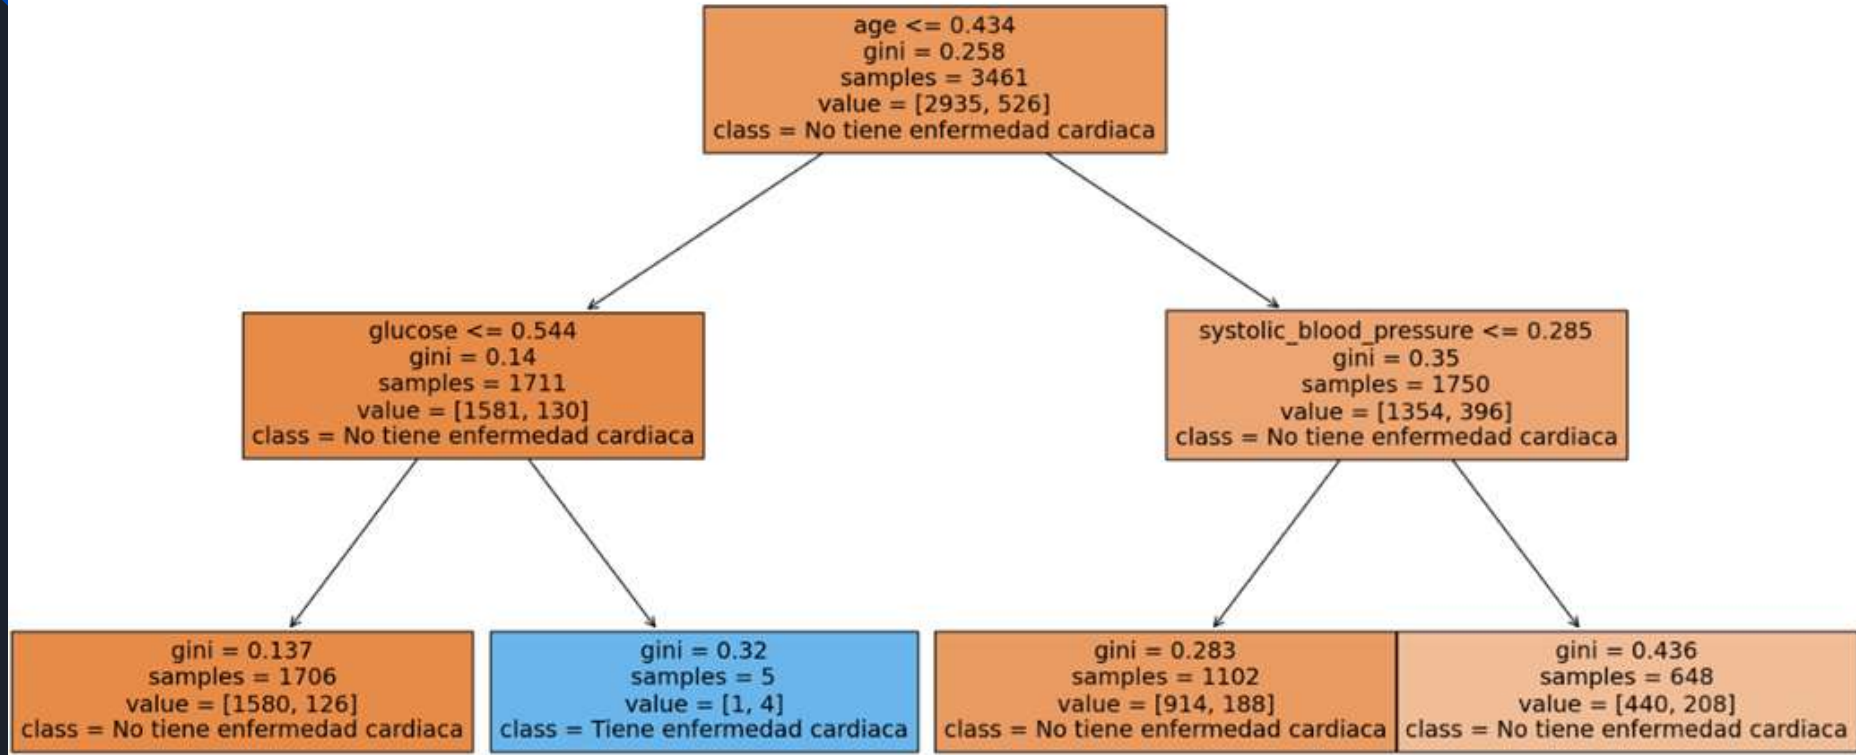 age <= 0.434
gini = 0.258
samples = 3461
value = [2935, 526]
class = No tiene enfermedad cardiaca
glucose <= 0.544
gini = 0.14
samples = 1711
value = [1581, 130]
class = No tiene enfermedad cardiaca
systolic_blood_pressure <= 0.285
gini = 0.35
samples = 1750
value = [1354, 396]
class = No tiene enfermedad cardiaca
gini = 0.137
samples = 1706
value = [1580, 126]
class = No tiene enfermedad cardiaca
gini = 0.32
samples = 5
value = [1, 4]
class = Tiene enfermedad cardiaca
gini = 0.283
samples = 1102
value = [914, 188]
class = No tiene enfermedad cardiaca
gini = 0.436
samples = 648
value = [440, 208]
class = No tiene enfermedad cardiaca